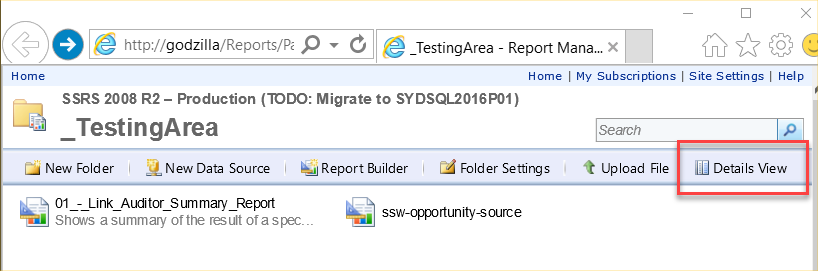 http://godzilla/Reports/Pa
_TestingArea - Report Mana...
Home
Home | My Subscriptions | Site Settings | Help
SSRS 2008 R2 – Production (TODO: Migrate to SYDSQL2016P01)
_TestingArea
Search
New Folder | New Data Source | Report Builder | Folder Settings | Upload File | Details View
01_-_Link_Auditor_Summary_Report
Shows a summary of the result of a spec...
ssw-opportunity-source